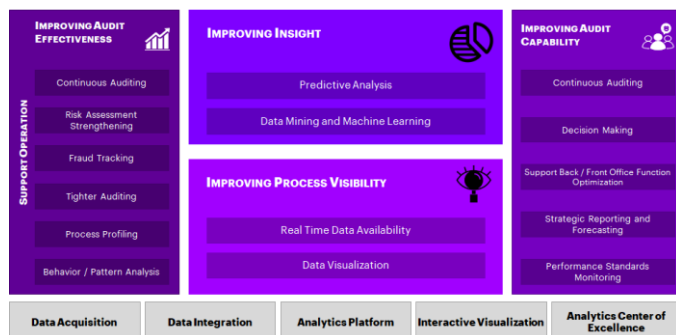 IMPROVING AUDIT
EFFECTIVENESS
SUPPORT OPERATION
Continuous Auditing
Risk Assessment
Strengthening
Fraud Tracking
Tighter Auditing
Process Profiling
Behavior / Pattern Analysis
IMPROVING INSIGHT
Predictive Analysis
Data Mining and Machine Learning
IMPROVING PROCESS VISIBILITY
Real Time Data Availability
Data Visualization
IMPROVING AUDIT
CAPABILITY
Continuous Auditing
Decision Making
Support Back / Front Office Function
Optimization
Strategic Reporting and
Forecasting
Performance Standards
Monitoring
Data Acquisition
Data Integration
Analytics Platform
Interactive Visualization
Analytics Center of
Excellence